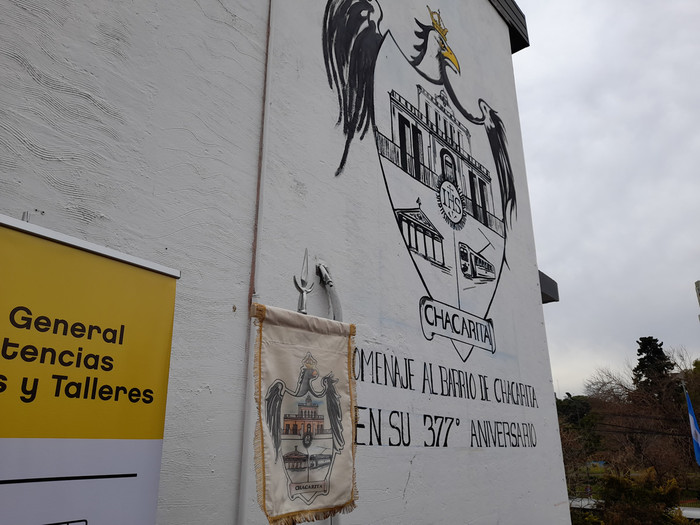 General
tencias
s y Talleres
IHS
CHACARITA
OMENAJE AL BARRIO DE CHACARITA
EN SU 377° ANIVERSARIO
CHACARITA